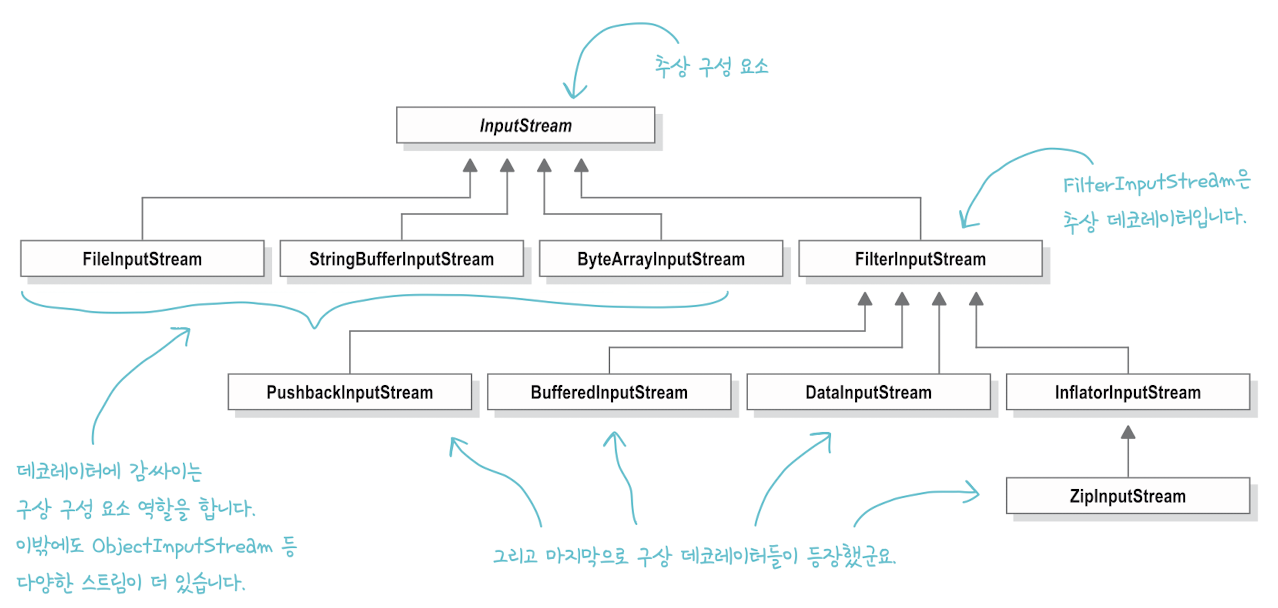 추상 구성 요소
InputStream
FilterInputStream은
추상 데코레이터입니다.
FileInputStream
StringBufferInputStream
ByteArrayInputStream
FilterInputStream
PushbackInputStream
BufferedInputStream
DataInputStream
InflatorInputStream
데코레이터에 감싸이는
구상 구성 요소 역할을 합니다.
이밖에도 ObjectInputStream 등
다양한 스트림이 더 있습니다.
ZipInputStream
그리고 마지막으로 구상 데코레이터들이 등장했군요.